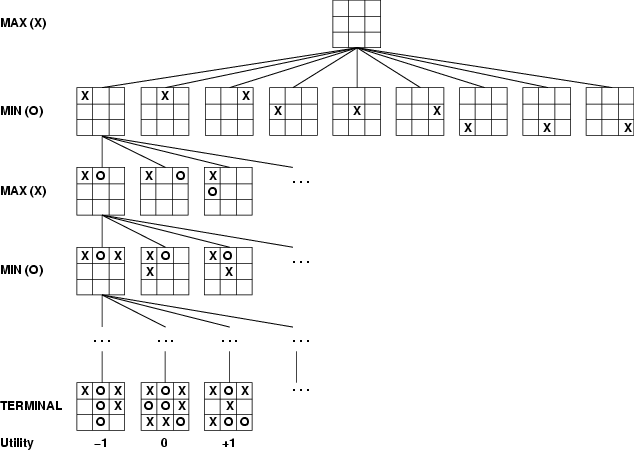 MAX (X)
MIN (O)
X X X X X X X X X
MAX (X)
X O X O X O ...
MIN (O)
X O X X O X X O X ...
... ... ... ...
TERMINAL
X O X X O X X O X ...
O X O O X X
O X X O X O O
Utility −1 0 +1